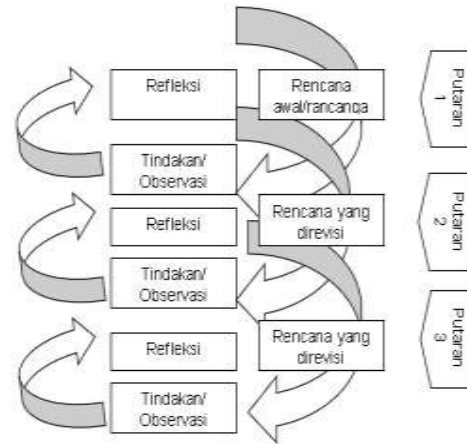 Refleksi
Rencana
awal/rancanga
Putaran
1
Tindakan/
Observasi
Refleksi
Rencana yang
direvisi
Putaran
2
Tindakan/
Observasi
Refleksi
Rencana yang
direvisi
Putaran
3
Tindakan/
Observasi